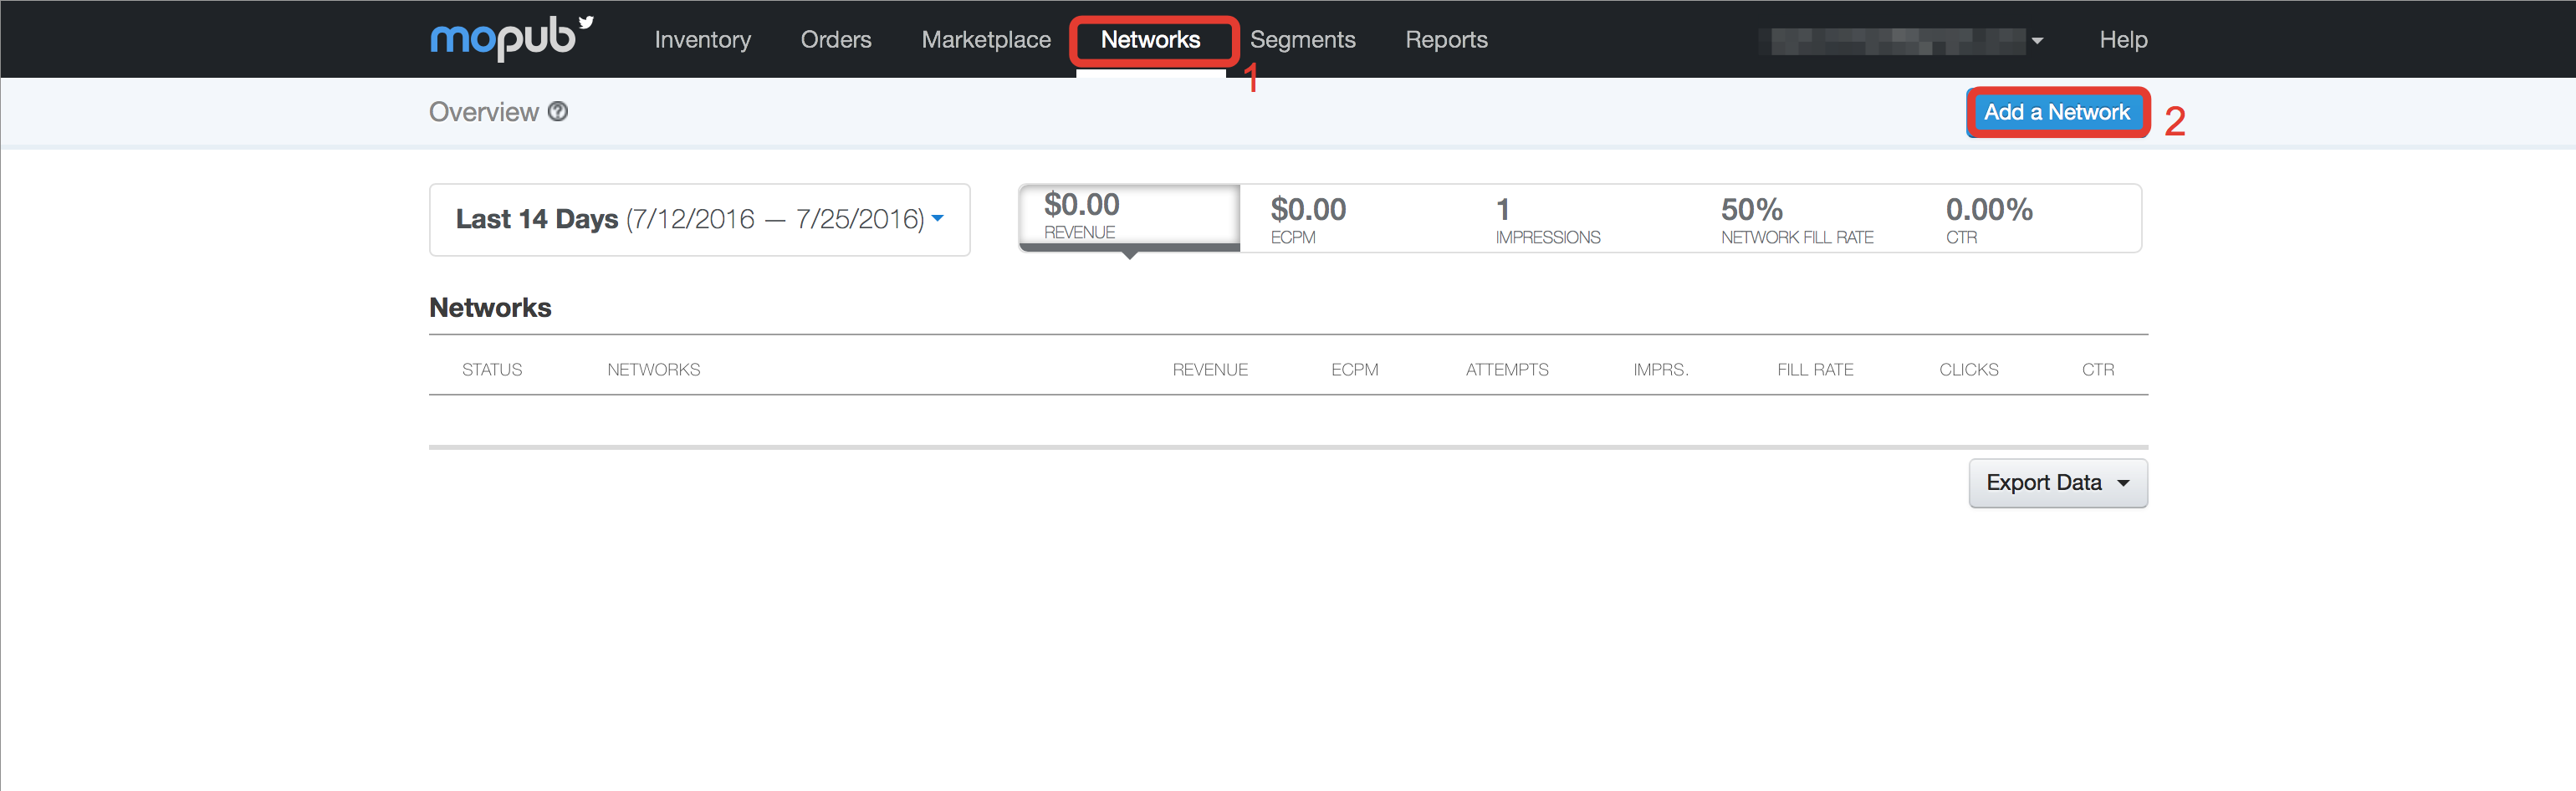 mopub Inventory Orders Marketplace Networks Segments Reports Help
1
Overview ? Add a Network 2
Last 14 Days (7/12/2016 — 7/25/2016)
$0.00 $0.00 1 50% 0.00%
REVENUE ECPM IMPRESSIONS NETWORK FILL RATE CTR
Networks
STATUS NETWORKS REVENUE ECPM ATTEMPTS IMPRS. FILL RATE CLICKS CTR
Export Data